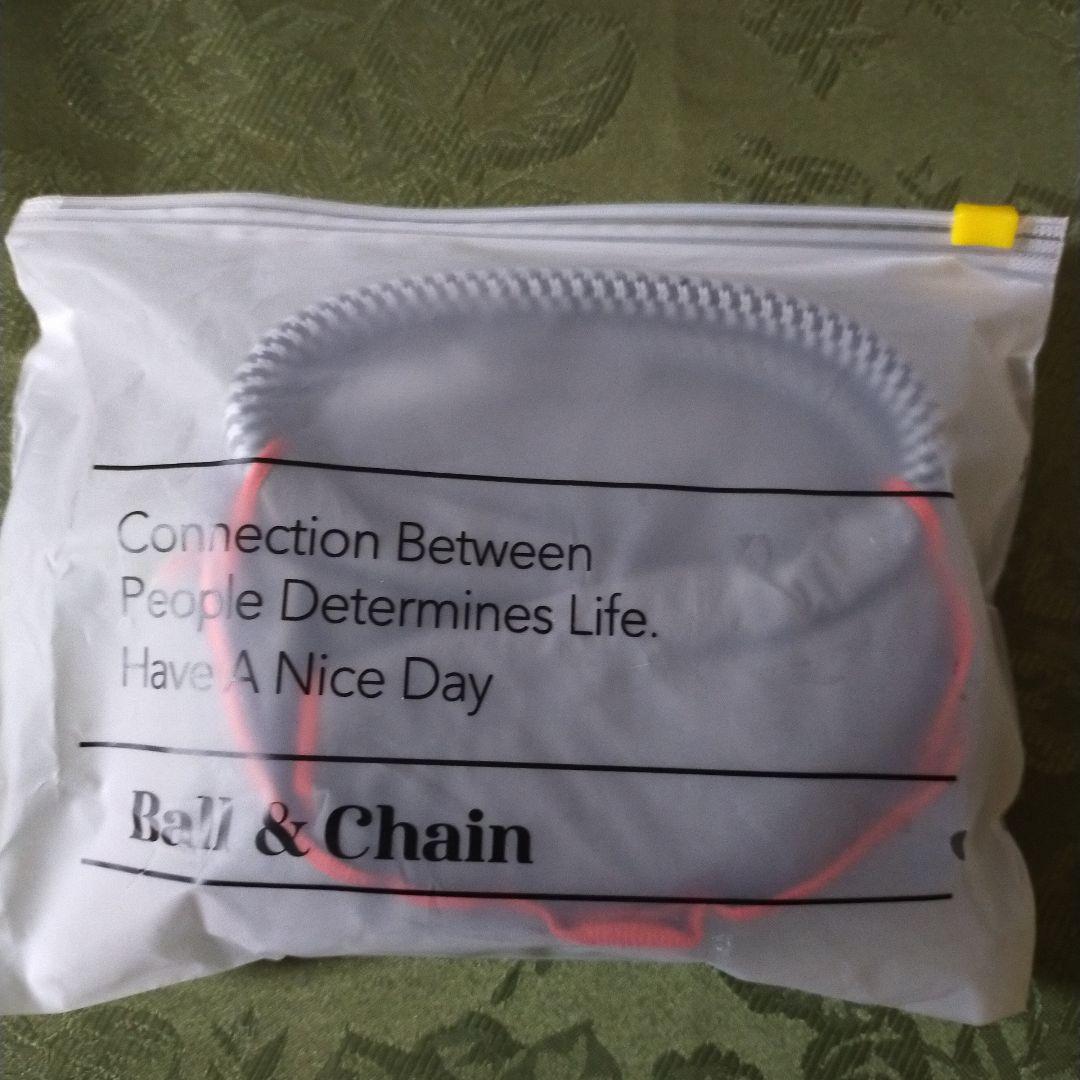 Connection Between
People Determines Life.
Have A Nice Day
Ball & Chain